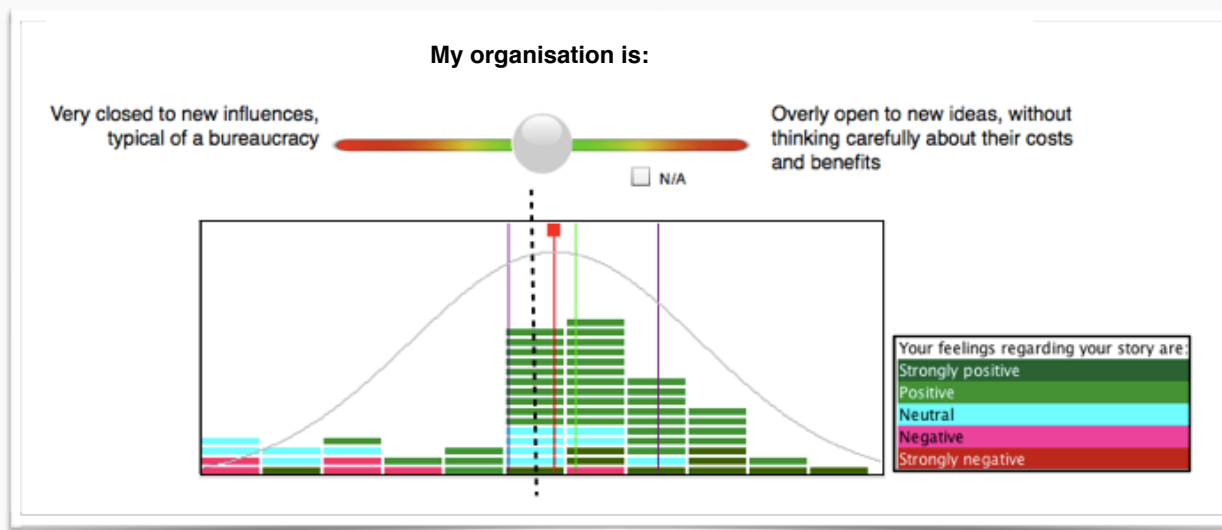 My organisation is:
Very closed to new influences,
typical of a bureaucracy
Overly open to new ideas, without
thinking carefully about their costs
and benefits
N/A
Your feelings regarding your story are:
Strongly positive
Positive
Neutral
Negative
Strongly negative